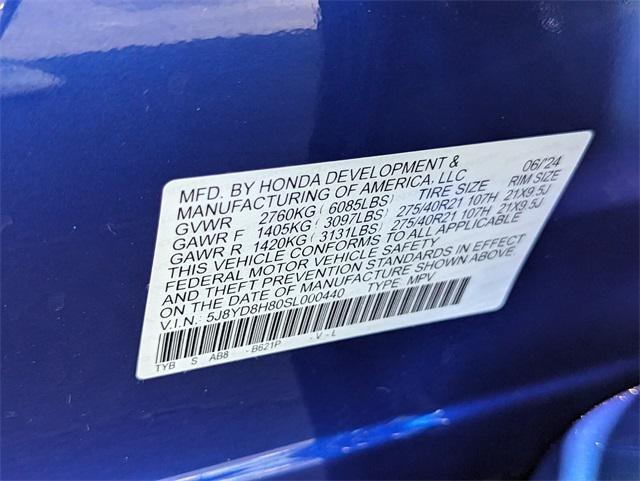 MFD. BY HONDA DEVELOPMENT & 06/'24
MANUFACTURING OF AMERICA, LLC
GVWR 2760KG ( 6085LBS) TIRE SIZE RIM SIZE
GAWR F 1405KG ( 3097LBS) 275/40R21 107H 21X9.5J
GAWR R 1420KG ( 3131LBS) 275/40R21 107H 21X9.5J
THIS VEHICLE CONFORMS TO ALL APPLICABLE
FEDERAL MOTOR VEHICLE SAFETY, BUMPER,
AND THEFT PREVENTION STANDARDS IN EFFECT
ON THE DATE OF MANUFACTURE SHOWN ABOVE.
V.I.N.: 5J8YD8H80SL000440 TYPE: MPV
TYB S AB8 - B621P - V - L